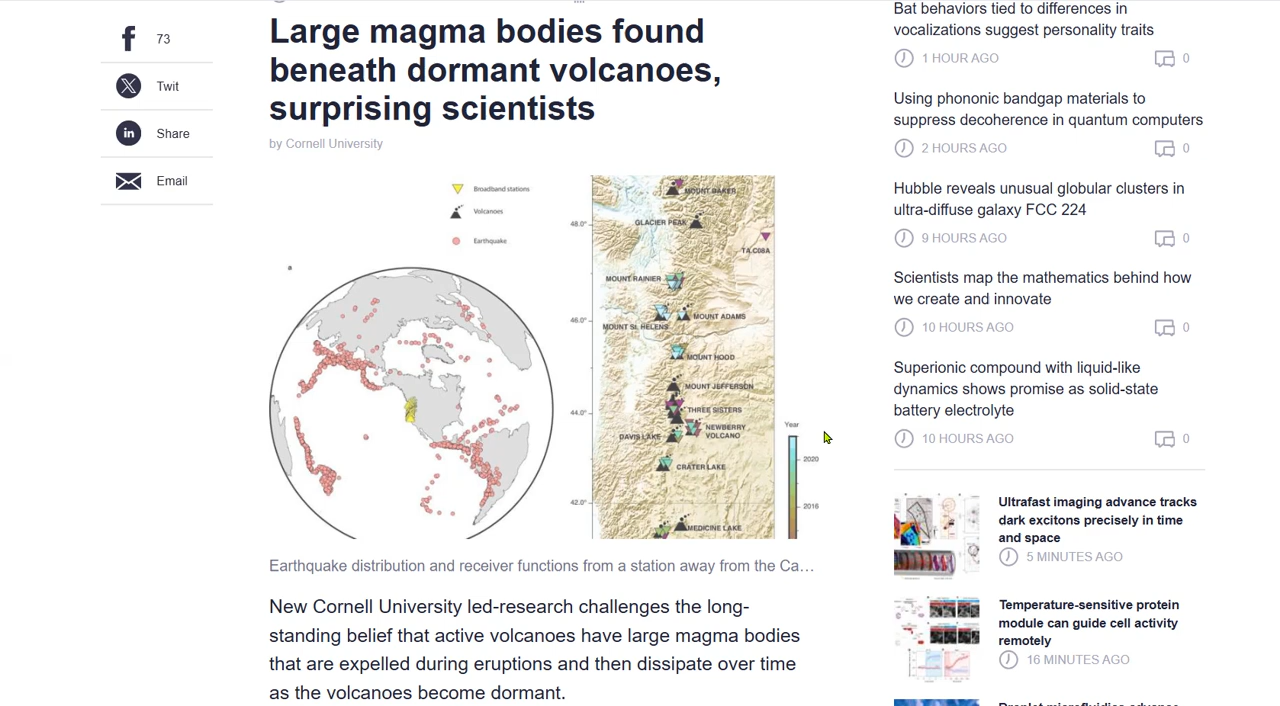 73
Twit
Share
Email
Large magma bodies found
beneath dormant volcanoes,
surprising scientists
by Cornell University
Broadband stations
Volcanoes
Earthquake
a
48.0°
46.0°
44.0°
42.0°
MOUNT BAKER
GLACIER PEAK
TA.C08A
MOUNT RAINIER
MOUNT ADAMS
MOUNT St. HELENS
MOUNT HOOD
MOUNT JEFFERSON
THREE SISTERS
NEWBERRY
VOLCANO
DAVIS LAKE
CRATER LAKE
MEDICINE LAKE
Year
2020
2016
Earthquake distribution and receiver functions from a station away from the Ca…
New Cornell University led-research challenges the long-
standing belief that active volcanoes have large magma bodies
that are expelled during eruptions and then dissipate over time
as the volcanoes become dormant.
Bat behaviors tied to differences in
vocalizations suggest personality traits
1 HOUR AGO
0
Using phononic bandgap materials to
suppress decoherence in quantum computers
2 HOURS AGO
0
Hubble reveals unusual globular clusters in
ultra-diffuse galaxy FCC 224
9 HOURS AGO
0
Scientists map the mathematics behind how
we create and innovate
10 HOURS AGO
0
Superionic compound with liquid-like
dynamics shows promise as solid-state
battery electrolyte
10 HOURS AGO
0
Ultrafast imaging advance tracks
dark excitons precisely in time
and space
5 MINUTES AGO
Temperature-sensitive protein
module can guide cell activity
remotely
16 MINUTES AGO